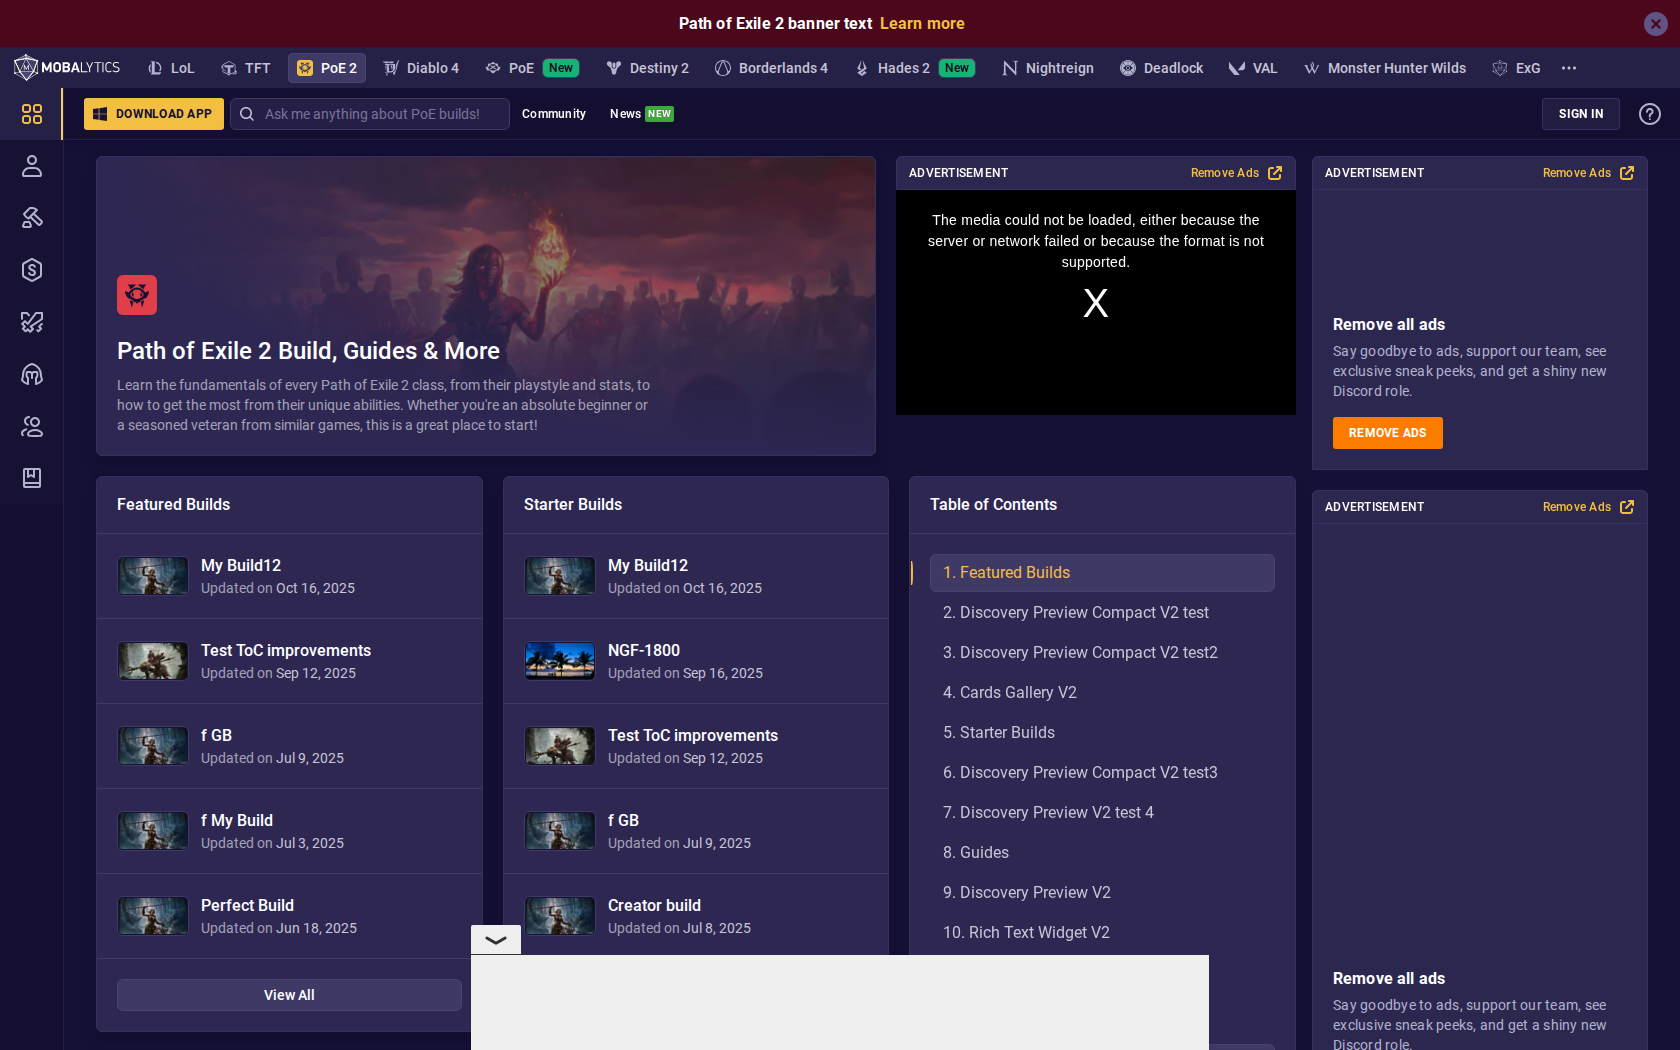 Path of Exile 2 banner text Learn more
MOBALYTICS
LoL
TFT
PoE 2
Diablo 4
PoE New
Destiny 2
Borderlands 4
Hades 2 New
Nightreign
Deadlock
VAL
Monster Hunter Wilds
ExG
DOWNLOAD APP
Ask me anything about PoE builds!
Community
News NEW
SIGN IN
Path of Exile 2 Build, Guides & More
Learn the fundamentals of every Path of Exile 2 class, from their playstyle and stats, to
how to get the most from their unique abilities. Whether you're an absolute beginner or
a seasoned veteran from similar games, this is a great place to start!
ADVERTISEMENT
Remove Ads
The media could not be loaded, either because the
server or network failed or because the format is not
supported.
X
ADVERTISEMENT
Remove Ads
Remove all ads
Say goodbye to ads, support our team, see
exclusive sneak peeks, and get a shiny new
Discord role.
REMOVE ADS
Featured Builds
My Build12
Updated on Oct 16, 2025
Test ToC improvements
Updated on Sep 12, 2025
f GB
Updated on Jul 9, 2025
f My Build
Updated on Jul 3, 2025
Perfect Build
Updated on Jun 18, 2025
View All
Starter Builds
My Build12
Updated on Oct 16, 2025
NGF-1800
Updated on Sep 16, 2025
Test ToC improvements
Updated on Sep 12, 2025
f GB
Updated on Jul 9, 2025
Creator build
Updated on Jul 8, 2025
Table of Contents
1. Featured Builds
2. Discovery Preview Compact V2 test
3. Discovery Preview Compact V2 test2
4. Cards Gallery V2
5. Starter Builds
6. Discovery Preview Compact V2 test3
7. Discovery Preview V2 test 4
8. Guides
9. Discovery Preview V2
10. Rich Text Widget V2
ADVERTISEMENT
Remove Ads
Remove all ads
Say goodbye to ads, support our team, see
exclusive sneak peeks, and get a shiny new
Discord role.